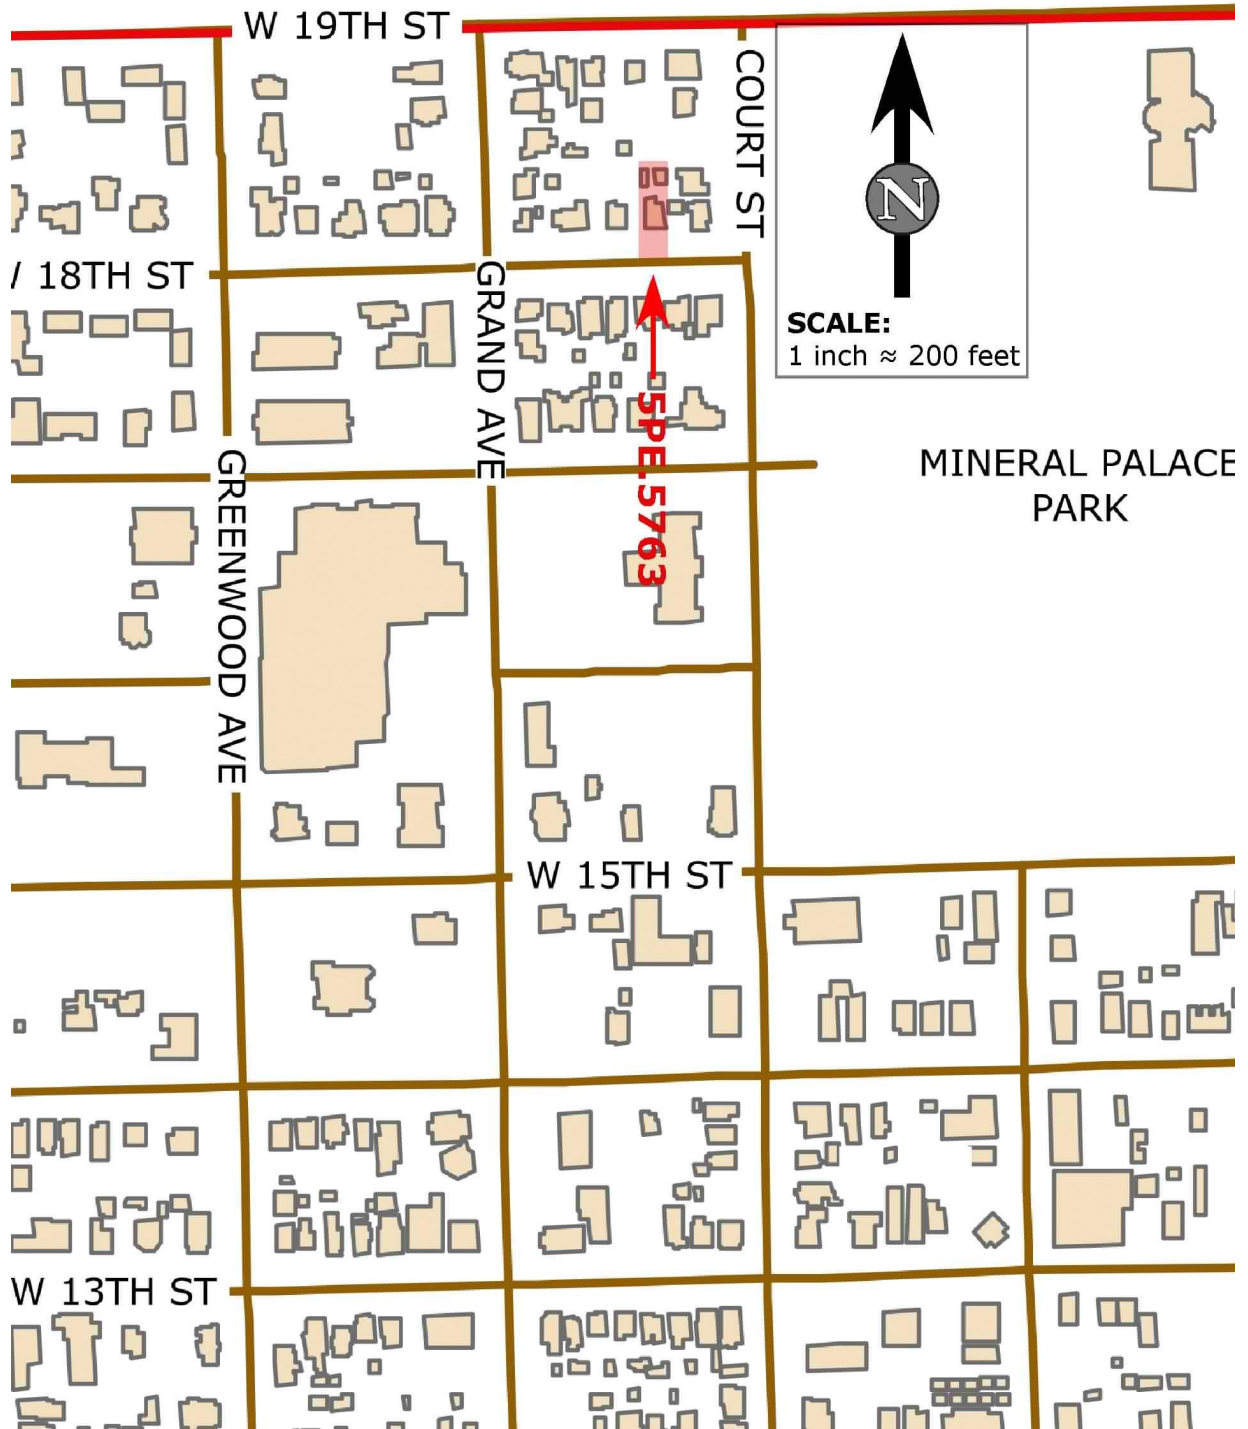 W 19TH ST
COURT ST
N
W 18TH ST
GRAND AVE
SCALE:
1 inch ≈ 200 feet
5PE.5763
MINERAL PALACE
PARK
GREENWOOD AVE
W 15TH ST
W 13TH ST